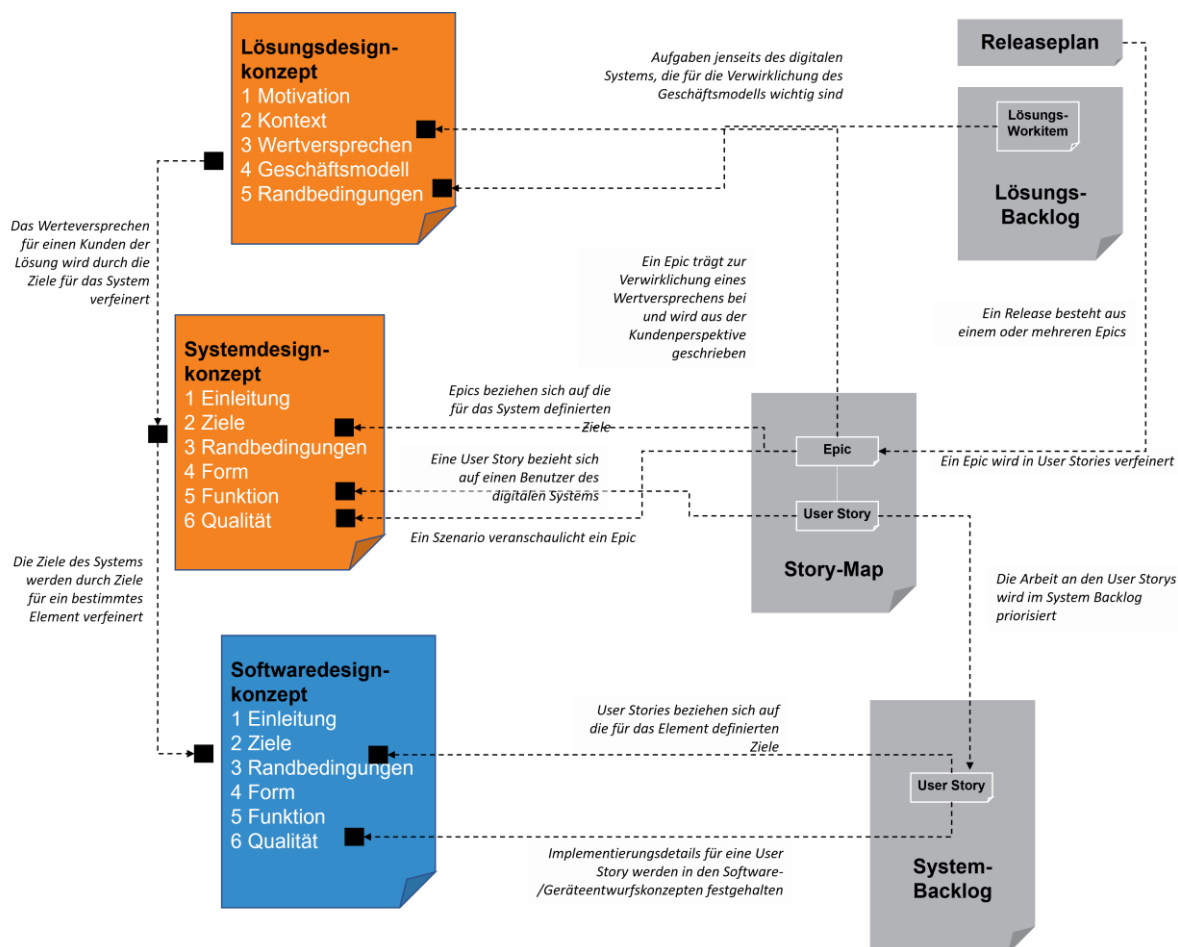 Lösungsdesign-
konzept
1 Motivation
2 Kontext
3 Wertversprechen
4 Geschäftsmodell
5 Randbedingungen
Aufgaben jenseits des digitalen
Systems, die für die Verwirklichung des
Geschäftsmodells wichtig sind
Releaseplan
Lösungs-
Workitem
Lösungs-
Backlog
Das Werteversprechen
für einen Kunden der
Lösung wird durch die
Ziele für das System
verfeinert
Ein Epic trägt zur
Verwirklichung eines
Wertversprechens bei
und wird aus der
Kundenperspektive
geschrieben
Ein Release besteht aus
einem oder mehreren Epics
Systemdesign-
konzept
1 Einleitung
2 Ziele
3 Randbedingungen
4 Form
5 Funktion
6 Qualität
Epics beziehen sich auf die
für das System definierten
Ziele
Eine User Story bezieht sich
auf einen Benutzer des
digitalen Systems
Ein Szenario veranschaulicht ein Epic
Epic
User Story
Story-Map
Ein Epic wird in User Stories verfeinert
Die Ziele des Systems
werden durch Ziele
für ein bestimmtes
Element verfeinert
Die Arbeit an den User Storys
wird im System Backlog
priorisiert
Softwaredesign-
konzept
1 Einleitung
2 Ziele
3 Randbedingungen
4 Form
5 Funktion
6 Qualität
User Stories beziehen sich auf
die für das Element definierten
Ziele
Implementierungsdetails für eine User
Story werden in den Software-
/Geräteentwurfskonzepten festgehalten
User Story
System-
Backlog